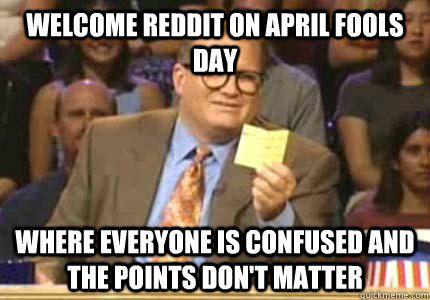 WELCOME REDDIT ON APRIL FOOLS
DAY
WHERE EVERYONE IS CONFUSED AND
THE POINTS DON'T MATTER
quickmeme.com